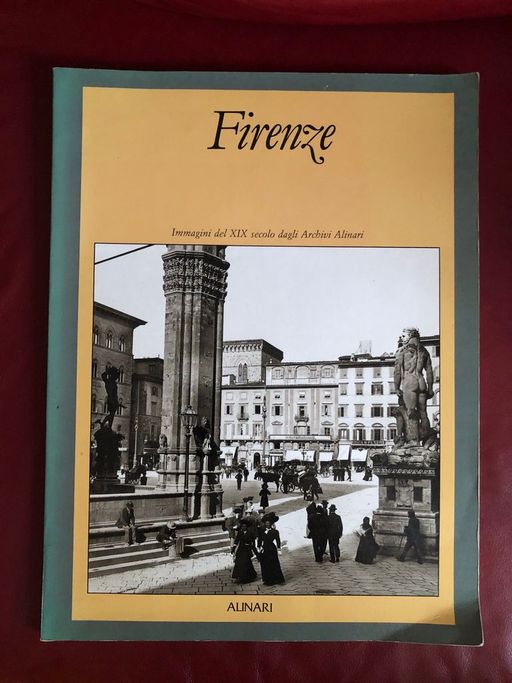 Firenze
Immagini del XIX secolo dagli Archivi Alinari
ALINARI